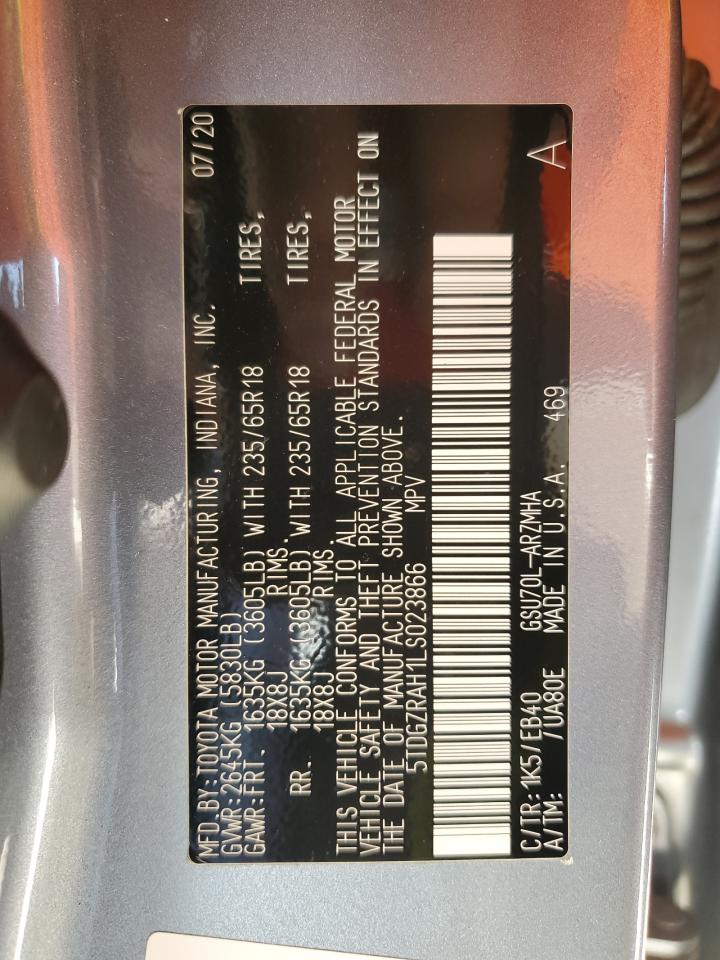 MFD.BY:TOYOTA MOTOR MANUFACTURING, INDIANA, INC. 07/20
GVWR:2645KG (5830LB)
GAWR:FRT. 1635KG (3605LB) WITH 235/65R18 TIRES,
18X8J RIMS.
RR. 1635KG (3605LB) WITH 235/65R18 TIRES,
18X8J RIMS.
THIS VEHICLE CONFORMS TO ALL APPLICABLE FEDERAL MOTOR
VEHICLE SAFETY AND THEFT PREVENTION STANDARDS IN EFFECT ON
THE DATE OF MANUFACTURE SHOWN ABOVE.
5TDGZRAH1LS023866 MPV
C/TR:1K5/EB40 GSU70L-ARZMHA A
A/TM: /UA80E MADE IN U.S.A. 469